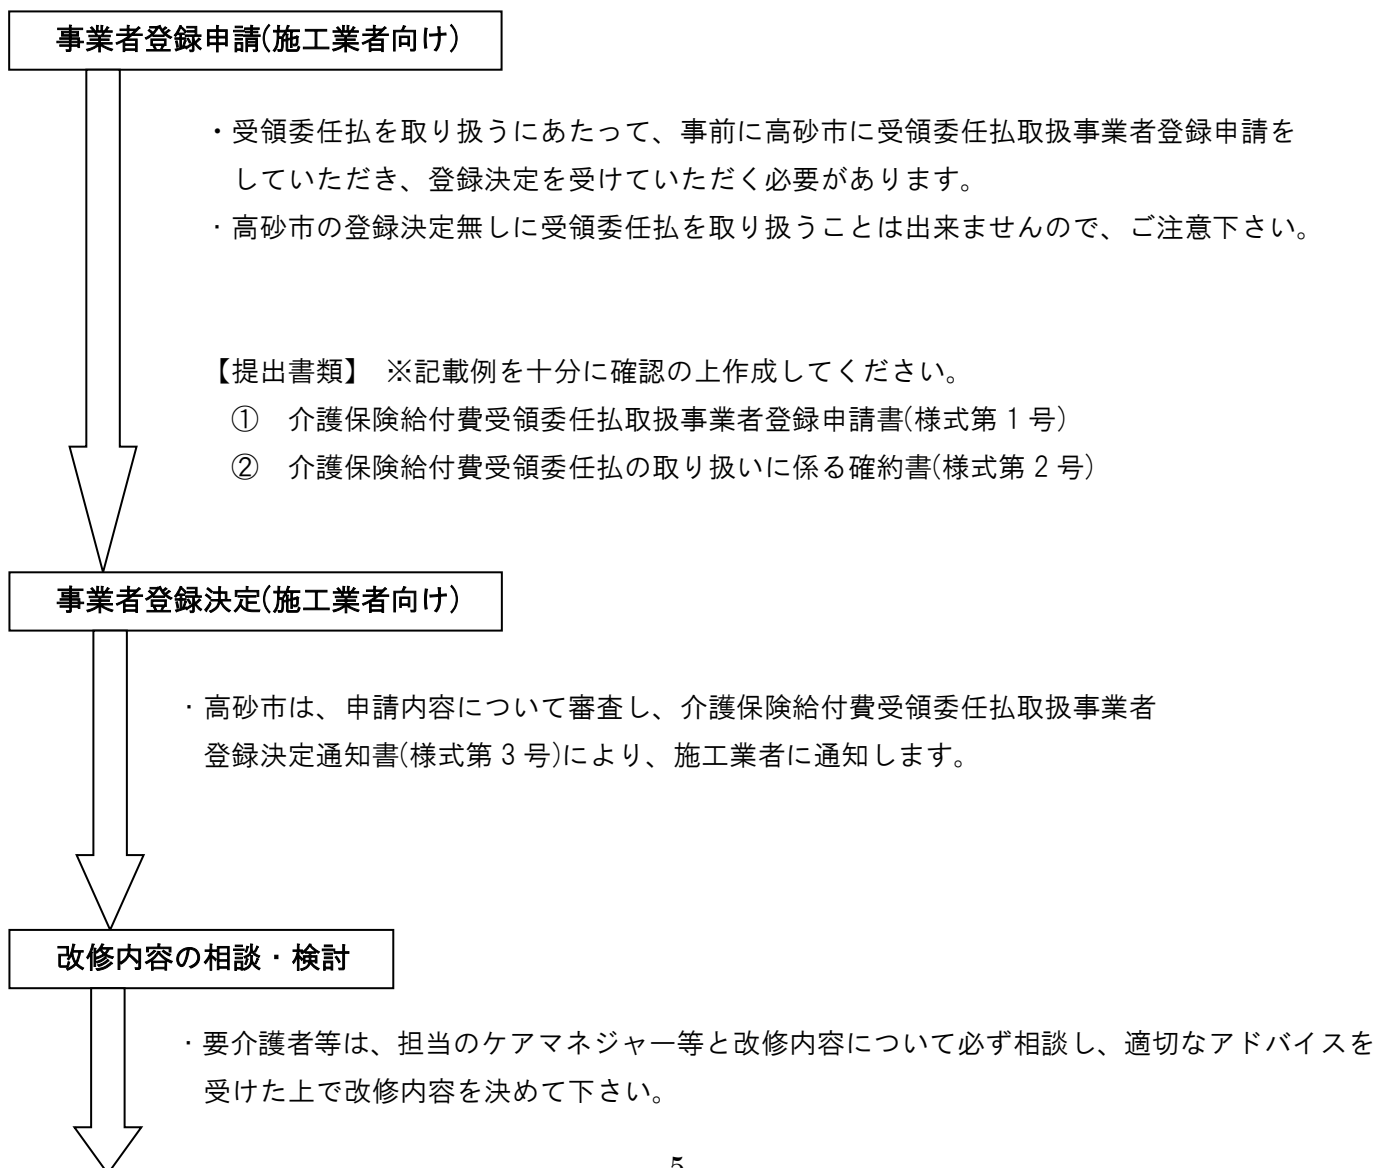 事業者登録申請(施工業者向け)
・受領委任払を取り扱うにあたって、事前に高砂市に受領委任払取扱事業者登録申請を
していただき、登録決定を受けていただく必要があります。
・高砂市の登録決定無しに受領委任払を取り扱うことは出来ませんので、ご注意下さい。
【提出書類】 ※記載例を十分に確認の上作成してください。
① 介護保険給付費受領委任払取扱事業者登録申請書(様式第1号)
② 介護保険給付費受領委任払の取り扱いに係る確約書(様式第2号)
事業者登録決定(施工業者向け)
・高砂市は、申請内容について審査し、介護保険給付費受領委任払取扱事業者
登録決定通知書(様式第3号)により、施工業者に通知します。
改修内容の相談・検討
・要介護者等は、担当のケアマネジャー等と改修内容について必ず相談し、適切なアドバイスを
受けた上で改修内容を決めて下さい。
5